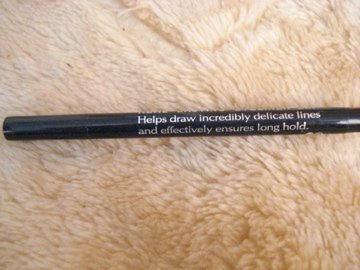 Helps draw incredibly delicate lines
and effectively ensures long hold.